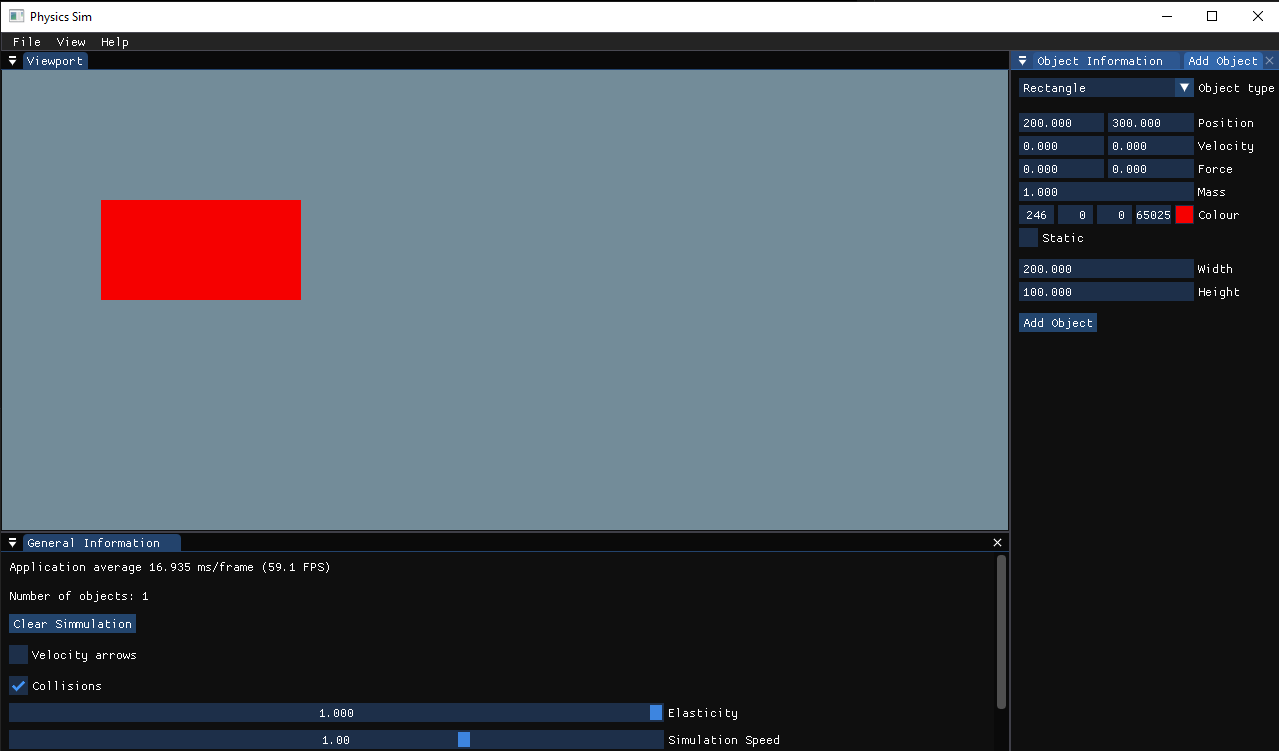 Physics Sim
File View Help
Viewport
Object Information Add Object
Rectangle Object type
200.000 300.000 Position
0.000 0.000 Velocity
0.000 0.000 Force
1.000 Mass
246 0 0 65025 Colour
Static
200.000 Width
100.000 Height
Add Object
General Information
Application average 16.935 ms/frame (59.1 FPS)
Number of objects: 1
Clear Simmulation
Velocity arrows
Collisions
1.000 Elasticity
1.00 Simulation Speed